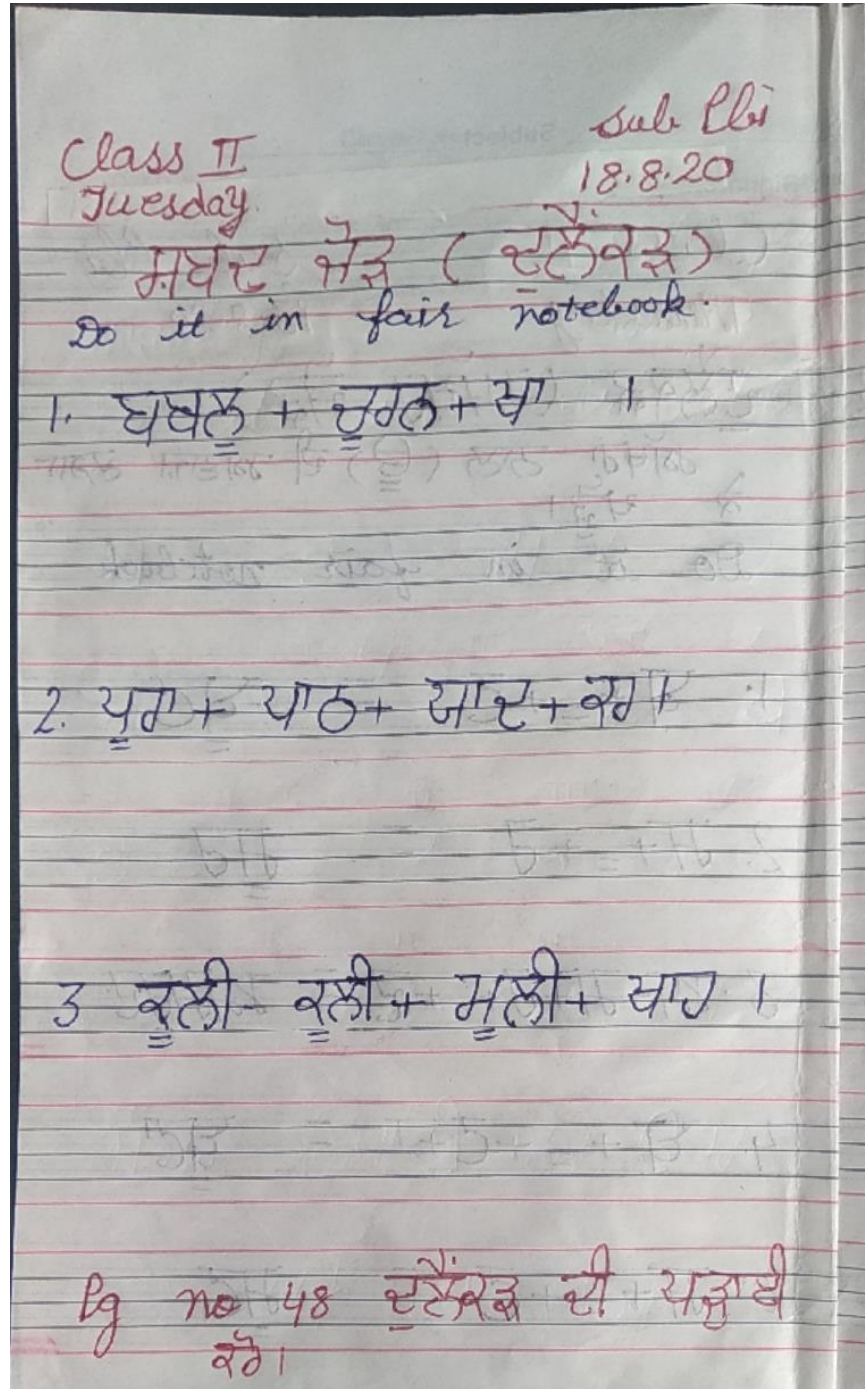 Class II Sub Pbi
Tuesday. 18.8.20
ਸ਼ਬਦ ਜੋੜ ( ਦੁਲੈਂਕੜ)
Do it in fair notebook.
1. ਬਬਲੂ + ਚੂਰਨ + ਖਾ ।
2. ਪੂਰਾ + ਪਾਠ + ਯਾਦ + ਕਰ ।
3 ਕੂਲੀ- ਕੂਲੀ + ਮੂਲੀ + ਖਾਹ ।
Pg no 48 ਦੁਲੈਂਕੜ ਦੀ ਪੜ੍ਹਾਈ
ਕਰੋ।